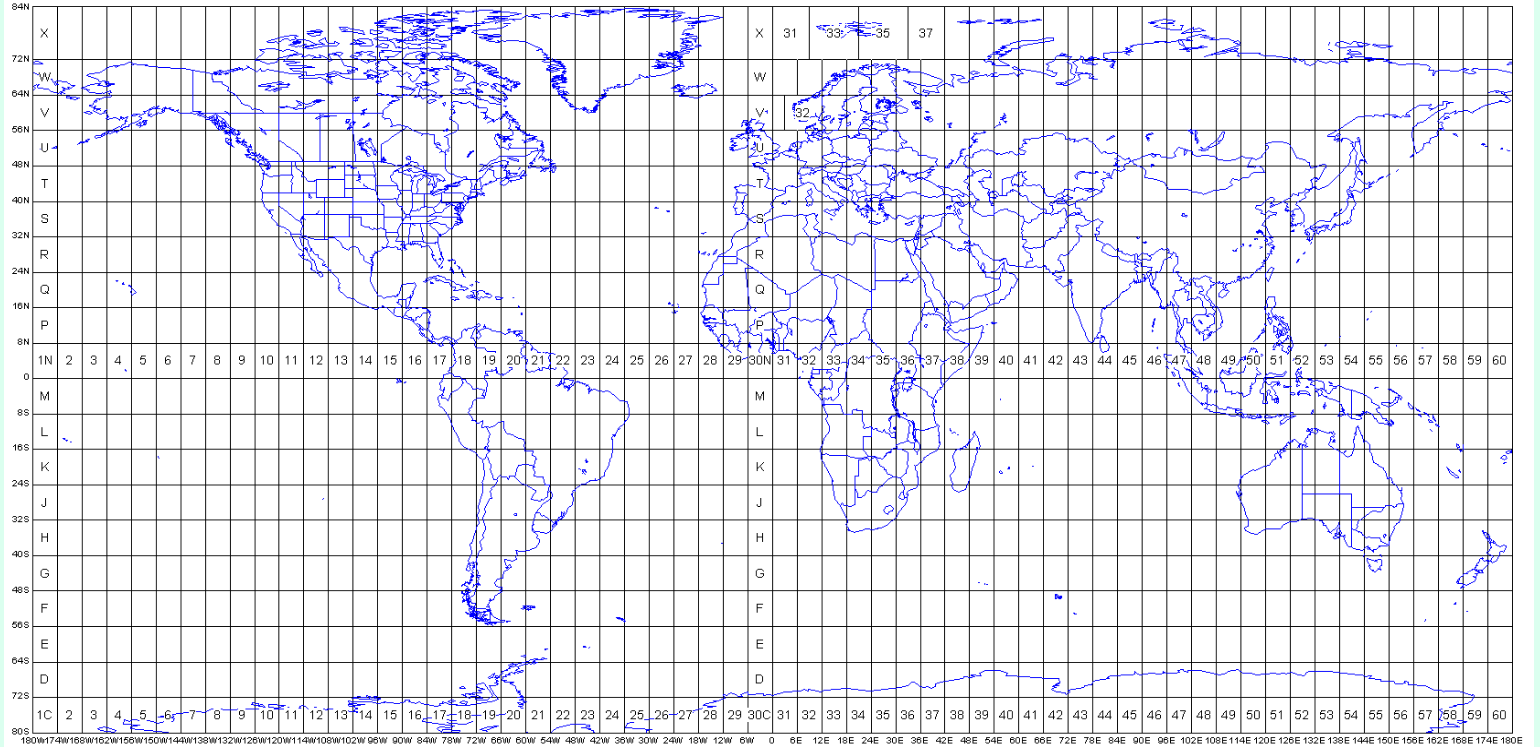 84N
X X 31 33 35 37
72N
W W
64N
V V 32
56N
U U
48N
T T
40N
S S
32N
R R
24N
Q Q
16N
P P
8N
1N 2 3 4 5 6 7 8 9 10 11 12 13 14 15 16 17 18 19 20 21 22 23 24 25 26 27 28 29 30N 31 32 33 34 35 36 37 38 39 40 41 42 43 44 45 46 47 48 49 50 51 52 53 54 55 56 57 58 59 60
0
M M
8S
L L
16S
K K
24S
J J
32S
H H
40S
G G
48S
F F
56S
E E
64S
D D
72S
1C 2 3 4 5 6 7 8 9 10 11 12 13 14 15 16 17 18 19 20 21 22 23 24 25 26 27 28 29 30C 31 32 33 34 35 36 37 38 39 40 41 42 43 44 45 46 47 48 49 50 51 52 53 54 55 56 57 58 59 60
80S
180W 174W 168W 162W 156W 150W 144W 138W 132W 126W 120W 114W 108W 102W 96W 90W 84W 78W 72W 66W 60W 54W 48W 42W 36W 30W 24W 18W 12W 6W 0 6E 12E 18E 24E 30E 36E 42E 48E 54E 60E 66E 72E 78E 84E 90E 96E 102E 108E 114E 120E 126E 132E 138E 144E 150E 156E 162E 168E 174E 180E